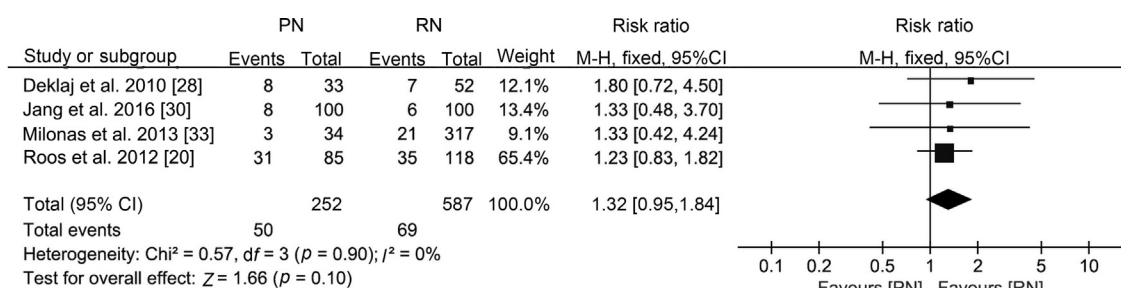 PN RN Risk ratio Risk ratio
Study or subgroup Events Total Events Total Weight M-H, fixed, 95%CI M-H, fixed, 95%CI
Deklaj et al. 2010 [28] 8 33 7 52 12.1% 1.80 [0.72, 4.50]
Jang et al. 2016 [30] 8 100 6 100 13.4% 1.33 [0.48, 3.70]
Milonas et al. 2013 [33] 3 34 21 317 9.1% 1.33 [0.42, 4.24]
Roos et al. 2012 [20] 31 85 35 118 65.4% 1.23 [0.83, 1.82]
Total (95% CI) 252 587 100.0% 1.32 [0.95,1.84]
Total events 50 69
Heterogeneity: Chi² = 0.57, df = 3 (p = 0.90); I² = 0%
Test for overall effect: Z = 1.66 (p = 0.10)
0.1 0.2 0.5 1 2 5 10
Favours [PN] Favours [RN]